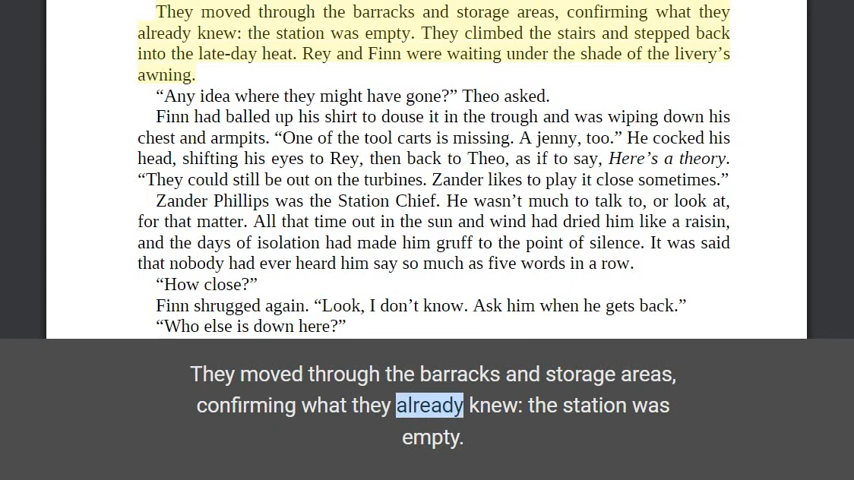 They moved through the barracks and storage areas, confirming what they
already knew: the station was empty. They climbed the stairs and stepped back
into the late-day heat. Rey and Finn were waiting under the shade of the livery’s
awning.
“Any idea where they might have gone?” Theo asked.
Finn had balled up his shirt to douse it in the trough and was wiping down his
chest and armpits. “One of the tool carts is missing. A jenny, too.” He cocked his
head, shifting his eyes to Rey, then back to Theo, as if to say, Here’s a theory.
“They could still be out on the turbines. Zander likes to play it close sometimes.”
Zander Phillips was the Station Chief. He wasn’t much to talk to, or look at,
for that matter. All that time out in the sun and wind had dried him like a raisin,
and the days of isolation had made him gruff to the point of silence. It was said
that nobody had ever heard him say so much as five words in a row.
“How close?”
Finn shrugged again. “Look, I don’t know. Ask him when he gets back.”
“Who else is down here?”
They moved through the barracks and storage areas,
confirming what they already knew: the station was
empty.